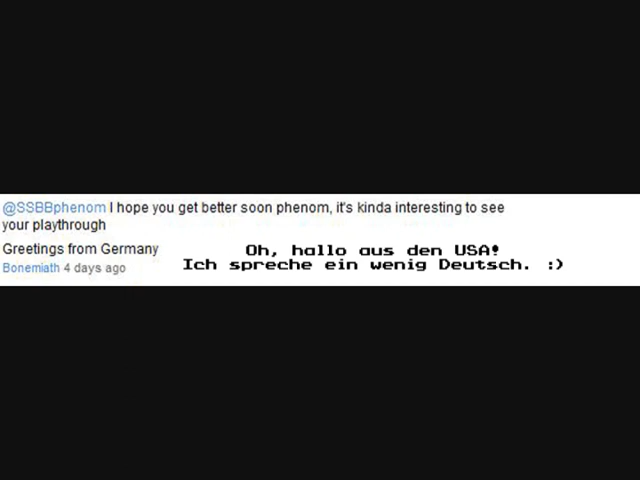 @SSBBphenom I hope you get better soon phenom, it's kinda interesting to see
your playthrough
Greetings from Germany
Bonemiath 4 days ago
Oh, hallo aus den USA!
Ich spreche ein wenig Deutsch. :)